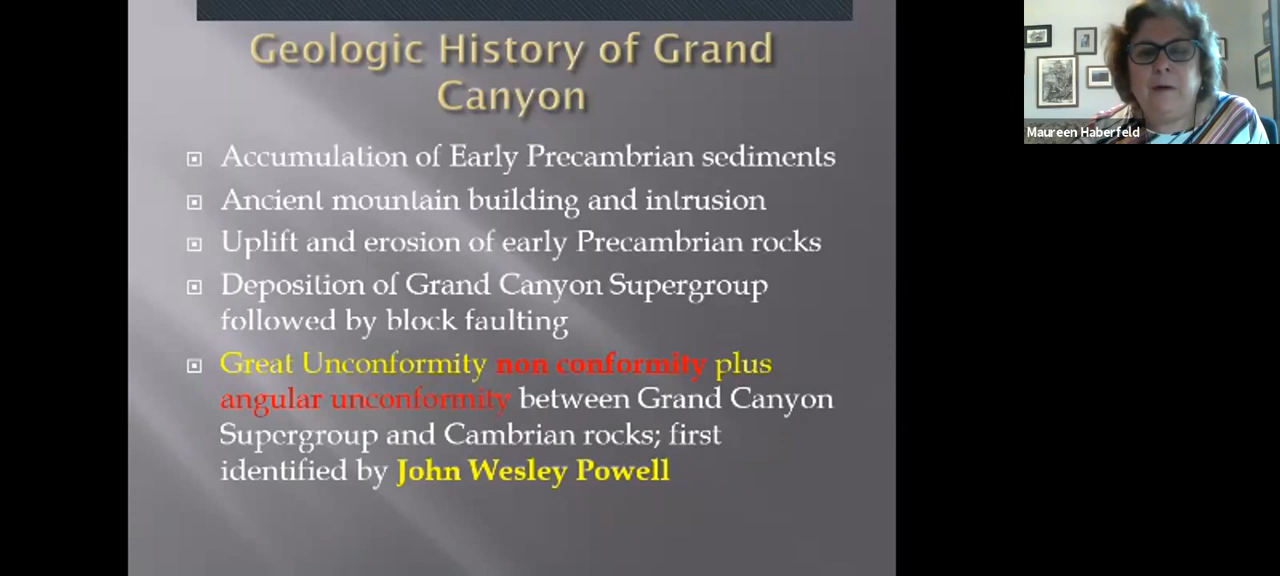 Geologic History of Grand
Canyon
Accumulation of Early Precambrian sediments
Ancient mountain building and intrusion
Uplift and erosion of early Precambrian rocks
Deposition of Grand Canyon Supergroup
followed by block faulting
Great Unconformity non conformity plus
angular unconformity between Grand Canyon
Supergroup and Cambrian rocks; first
identified by John Wesley Powell
Maureen Haberfeld